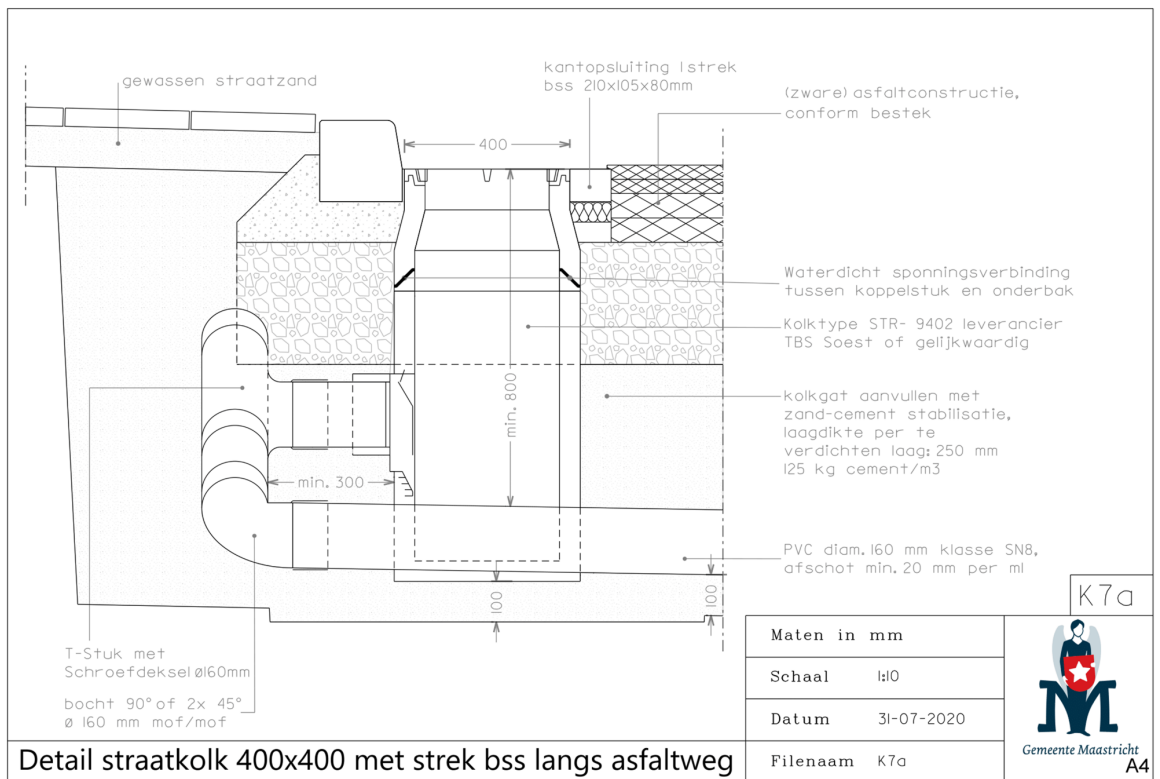 gewassen straatzand
kantopsluiting 1 strek
bss 210x105x80mm
(zware) asfaltconstructie,
conform bestek
400
Waterdicht sponningsverbinding
tussen koppelstuk en onderbak
Kolktype STR- 9402 leverancier
TBS Soest of gelijkwaardig
min. 800
kolkgat aanvullen met
zand-cement stabilisatie,
laagdikte per te
verdichten laag: 250 mm
125 kg cement/m3
min. 300
PVC diam. 160 mm klasse SN8,
afschot min. 20 mm per ml
100
100
T-Stuk met
Schroefdeksel ø160mm
bocht 90° of 2x 45°
ø 160 mm mof/mof
K7a
Maten in mm
Schaal 1:10
Datum 31-07-2020
Filenaam K7a
Gemeente Maastricht
A4
Detail straatkolk 400x400 met strek bss langs asfaltweg